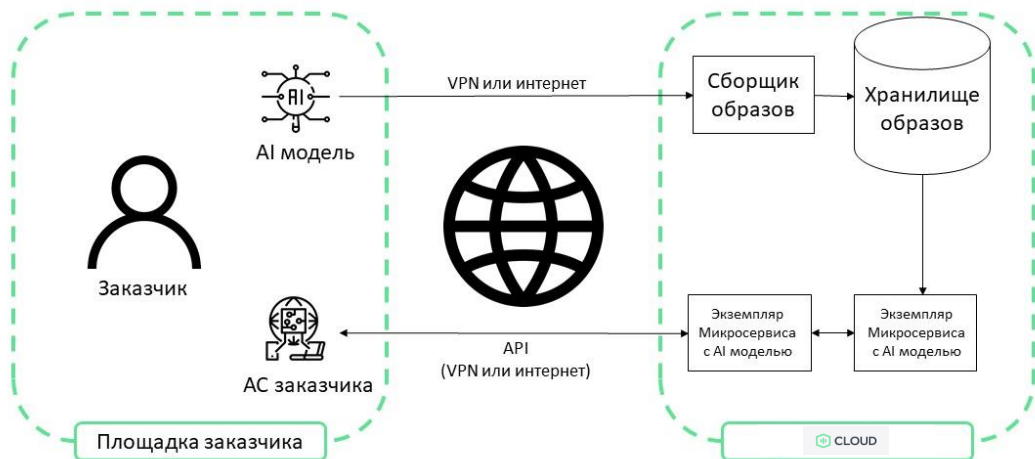 AI
AI модель
Заказчик
АС заказчика
Площадка заказчика
VPN или интернет
API
(VPN или интернет)
Сборщик
образов
Хранилище
образов
Экземпляр
Микросервиса
с AI моделью
Экземпляр
Микросервиса
с AI моделью
CLOUD